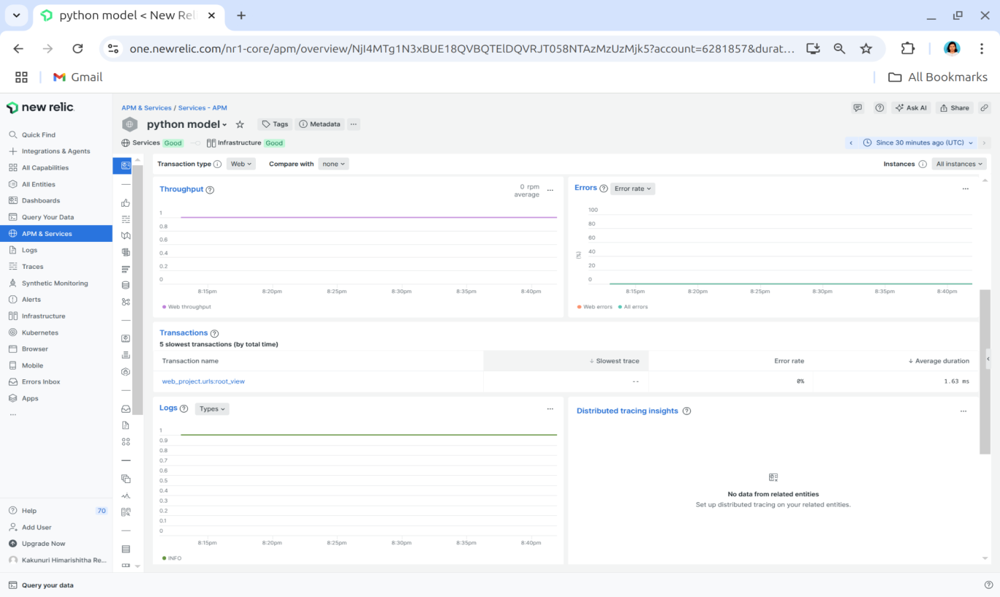 python model < New Rel
one.newrelic.com/nr1-core/apm/overview/NjI4MTg1N3xBUE18QVBQTElDQVRJT058NTAzMzUzMjk5?account=6281857&durat...
Gmail
All Bookmarks
new relic.
Quick Find
Integrations & Agents
All Capabilities
All Entities
Dashboards
Query Your Data
APM & Services
Logs
Traces
Synthetic Monitoring
Alerts
Infrastructure
Kubernetes
Browser
Mobile
Errors Inbox
Apps
...
Help 70
Add User
Upgrade Now
Kakunuri Himarishitha Re...
APM & Services / Services - APM
Ask AI Share
python model Tags Metadata ...
Services Good Infrastructure Good
Since 30 minutes ago (UTC)
Transaction type Web Compare with none
Instances All instances
Throughput
0 rpm
average
...
1
0.8
0.6
0.4
0.2
0
8:15pm 8:20pm 8:25pm 8:30pm 8:35pm 8:40pm
Web throughput
Errors Error rate ...
100
80
60
40
20
0
(%)
8:15pm 8:20pm 8:25pm 8:30pm 8:35pm 8:40pm
Web errors All errors
Transactions
5 slowest transactions (by total time)
Transaction name Slowest trace Error rate Average duration
web_project.urls:root_view -- 0% 1.63 ms
Logs Types ...
1
0.9
0.8
0.7
0.6
0.5
0.4
0.3
0.2
0.1
0
8:15pm 8:20pm 8:25pm 8:30pm 8:35pm 8:40pm
INFO
Distributed tracing insights ...
No data from related entities
Set up distributed tracing on your related entities.
Query your data